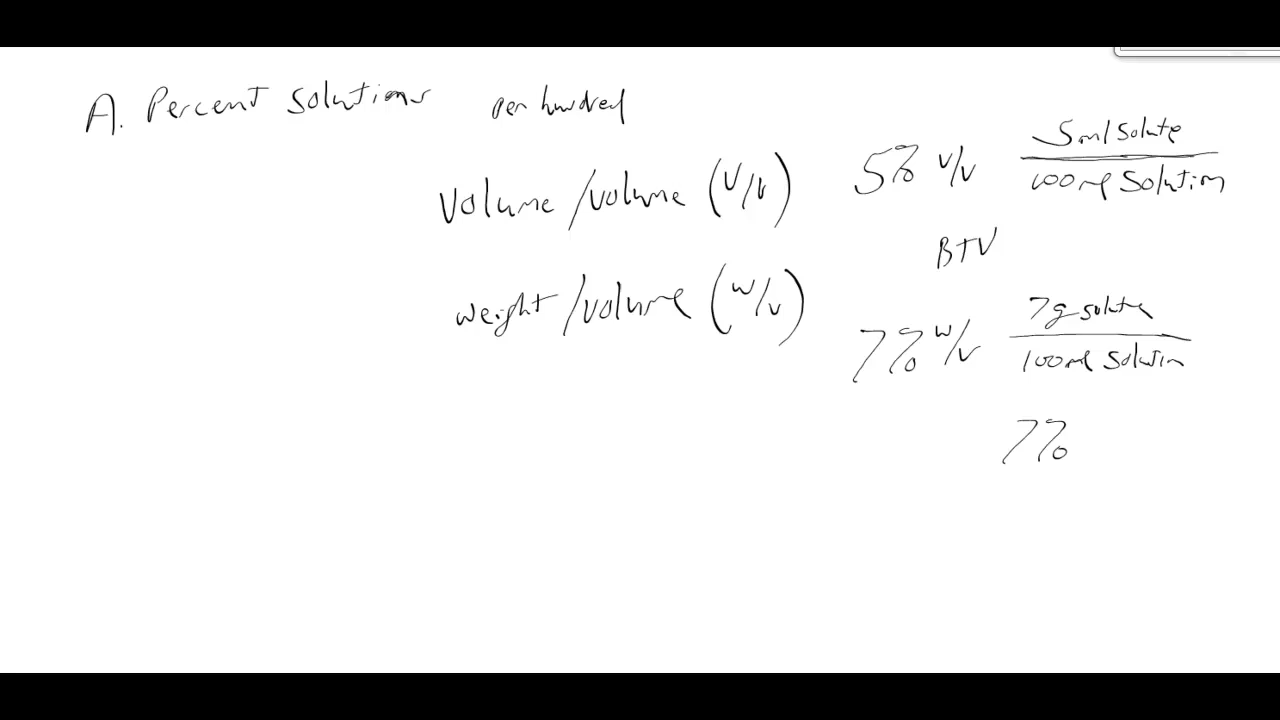 A. Percent solutions per hundred
volume/volume (v/v) 5% v/v 5ml solute
100ml solution
BTV
weight/volume (w/v) 7% w/v 7g solute
100ml solution
7%